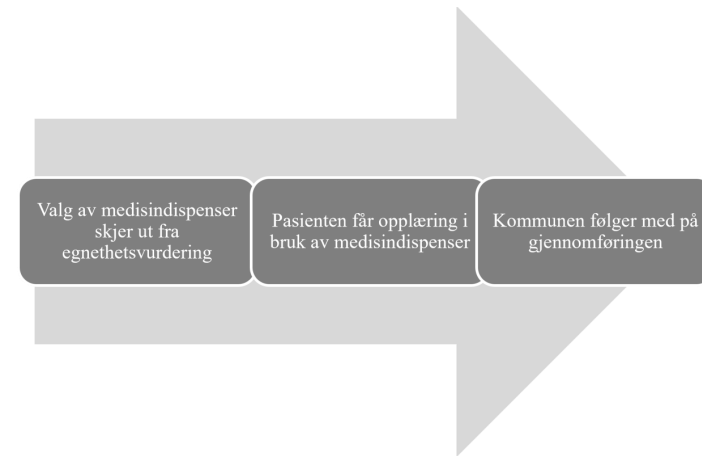 Valg av medisindispenser
skjer ut fra
egnethetsvurdering
Pasienten får opplæring i
bruk av medisindispenser
Kommunen følger med på
gjennomføringen